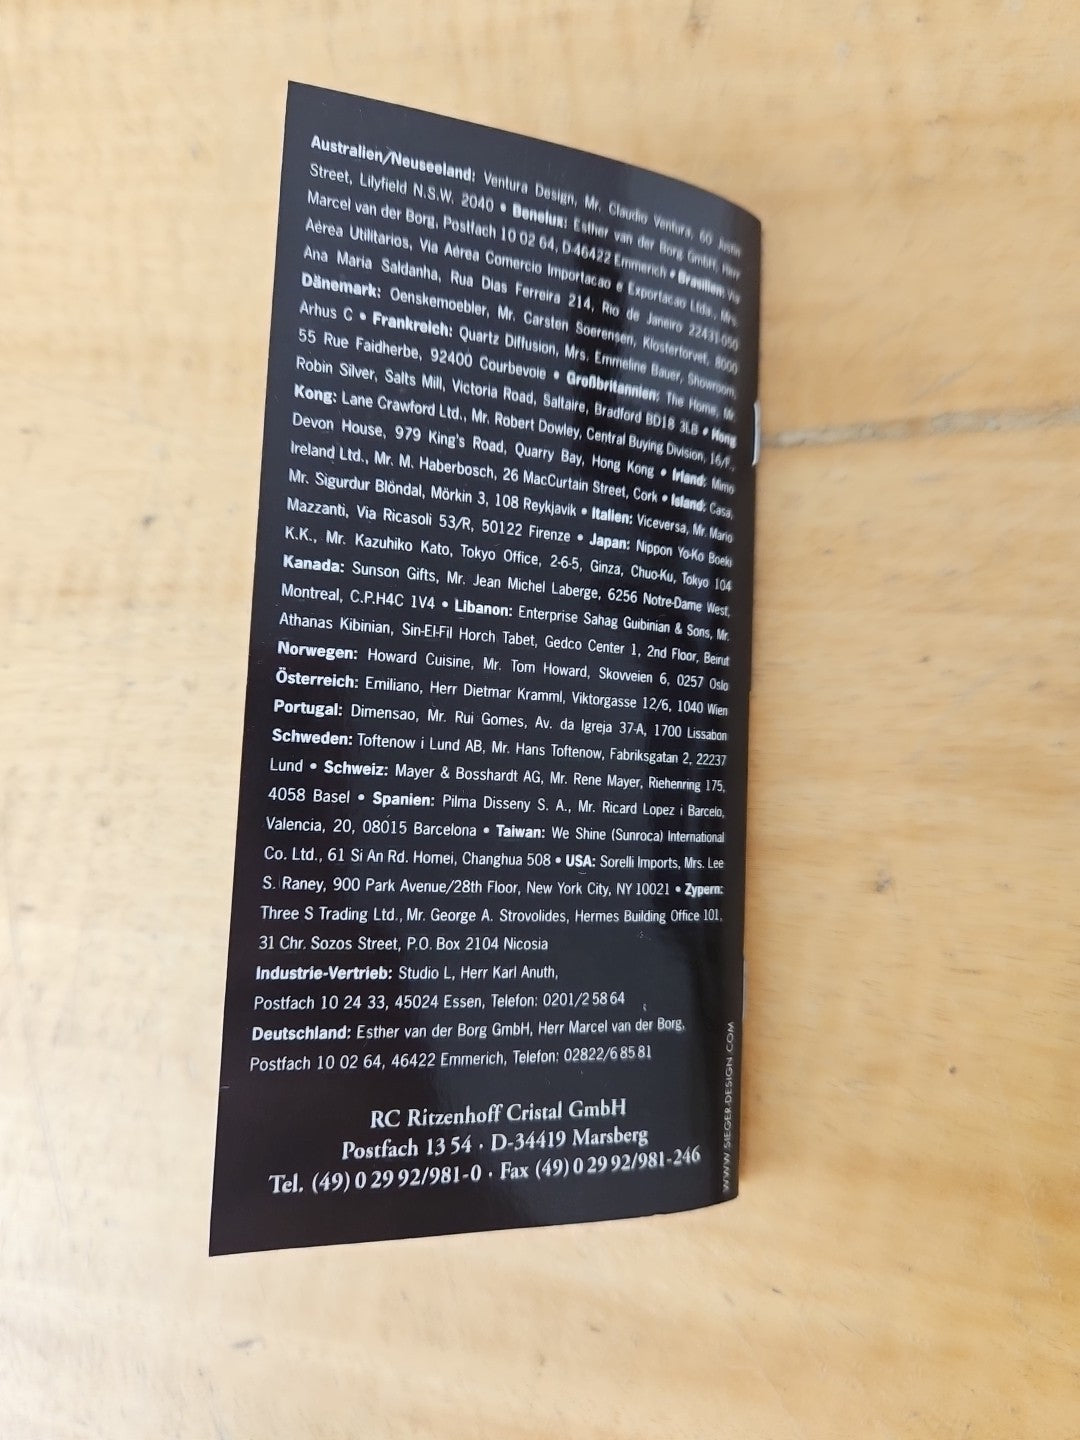 Australien/Neuseeland: Ventura Design, Mr. Claudio Ventura, 60 Justin
Street, Lilyfield N.S.W. 2040 • Benelux: Esther van der Borg GmbH, Herr
Marcel van der Borg, Postfach 10 02 64, D-46422 Emmerich • Brasilien: Via
Aérea Utilitarios, Via Aérea Comercio Importacao e Exportacao Ltda., Mrs.
Ana Maria Saldanha, Rua Dias Ferreira 214, Rio de Janeiro 22431-050
Dänemark: Oenskemoebler, Mr. Carsten Soerensen, Klostertorvet, 8000
Arhus C • Frankreich: Quartz Diffusion, Mrs. Emmeline Bauer, Showroom,
55 Rue Faidherbe, 92400 Courbevoie • Großbritannien: The Home, Mr.
Robin Silver, Salts Mill, Victoria Road, Saltaire, Bradford BD18 3LB • Hong
Kong: Lane Crawford Ltd., Mr. Robert Dowley, Central Buying Division, 16/F.,
Devon House, 979 King's Road, Quarry Bay, Hong Kong • Irland: Mimo
Ireland Ltd., Mr. M. Haberbosch, 26 MacCurtain Street, Cork • Island: Casa,
Mr. Sigurdur Blöndal, Mörkin 3, 108 Reykjavik • Italien: Viceversa, Mr. Mario
Mazzanti, Via Ricasoli 53/R, 50122 Firenze • Japan: Nippon Yo-Ko Boeki
K.K., Mr. Kazuhiko Kato, Tokyo Office, 2-6-5, Ginza, Chuo-Ku, Tokyo 104
Kanada: Sunson Gifts, Mr. Jean Michel Laberge, 6256 Notre-Dame West,
Montreal, C.P.H4C 1V4 • Libanon: Enterprise Sahag Guibinian & Sons, Mr.
Athanas Kibinian, Sin-El-Fil Horch Tabet, Gedco Center 1, 2nd Floor, Beirut
Norwegen: Howard Cuisine, Mr. Tom Howard, Skovveien 6, 0257 Oslo
Österreich: Emiliano, Herr Dietmar Kramml, Viktorgasse 12/6, 1040 Wien
Portugal: Dimensao, Mr. Rui Gomes, Av. da Igreja 37-A, 1700 Lissabon
Schweden: Toftenow i Lund AB, Mr. Hans Toftenow, Fabriksgatan 2, 22237
Lund • Schweiz: Mayer & Bosshardt AG, Mr. Rene Mayer, Riehenring 175,
4058 Basel • Spanien: Pilma Disseny S. A., Mr. Ricard Lopez i Barcelo,
Valencia, 20, 08015 Barcelona • Taiwan: We Shine (Sunroca) International
Co. Ltd., 61 Si An Rd. Homei, Changhua 508 • USA: Sorelli Imports, Mrs. Lee
S. Raney, 900 Park Avenue/28th Floor, New York City, NY 10021 • Zypern:
Three S Trading Ltd., Mr. George A. Strovolides, Hermes Building Office 101,
31 Chr. Sozos Street, P.O. Box 2104 Nicosia
Industrie-Vertrieb: Studio L, Herr Karl Anuth,
Postfach 10 24 33, 45024 Essen, Telefon: 0201/2 58 64
Deutschland: Esther van der Borg GmbH, Herr Marcel van der Borg,
Postfach 10 02 64, 46422 Emmerich, Telefon: 02822/6 85 81
RC Ritzenhoff Cristal GmbH
Postfach 13 54 · D-34419 Marsberg
Tel. (49) 0 29 92/981-0 · Fax (49) 0 29 92/981-246
WWW.SIEGER-DESIGN.COM